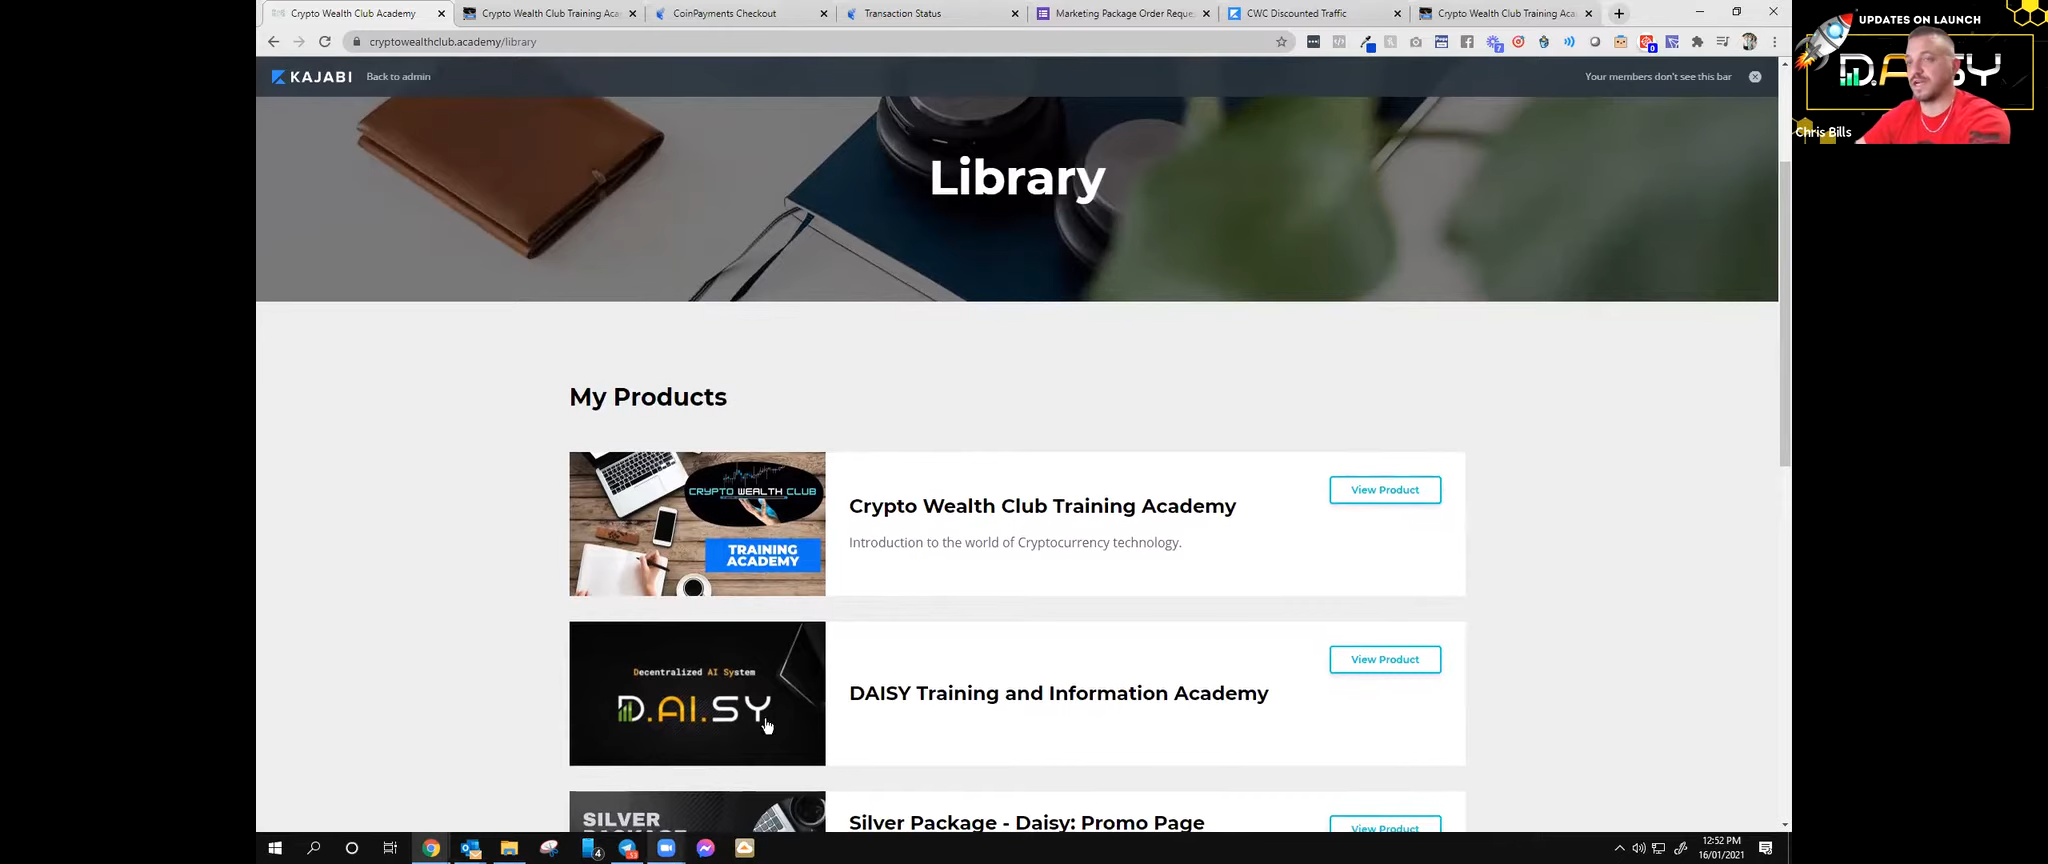 Crypto Wealth Club Academy
Crypto Wealth Club Training Aca
CoinPayments Checkout
Transaction Status
Marketing Package Order Reque
CWC Discounted Traffic
Crypto Wealth Club Training Aca
cryptowealthclub.academy/library
KAJABI
Back to admin
Your members don't see this bar
UPDATES ON LAUNCH
Chris Bills
Library
My Products
CRYPTO WEALTH CLUB
TRAINING
ACADEMY
Crypto Wealth Club Training Academy
Introduction to the world of Cryptocurrency technology.
View Product
Decentralized AI System
D.AI.SY
DAISY Training and Information Academy
View Product
SILVER
Silver Package - Daisy: Promo Page
View Product
12:52 PM
16/01/2021